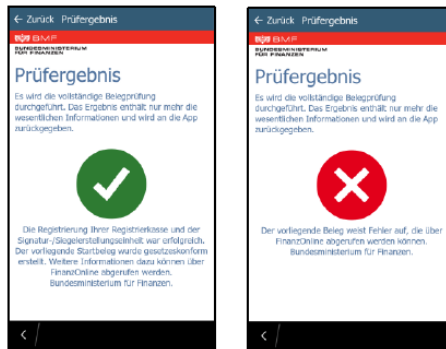 ← Zurück Prüfergebnis
BMF
BUNDESMINISTERIUM
FÜR FINANZEN
Prüfergebnis
Es wird die vollständige Belegprüfung
durchgeführt. Das Ergebnis enthält nur mehr die
wesentlichen Informationen und wird an die App
zurückgegeben.
Die Registrierung Ihrer Registrierkasse und der
Signatur-/Siegelerstellungseinheit war erfolgreich.
Der vorliegende Startbeleg wurde gesetzeskonform
erstellt. Weitere Informationen dazu können über
FinanzOnline abgerufen werden.
Bundesministerium für Finanzen.
← Zurück Prüfergebnis
BMF
BUNDESMINISTERIUM
FÜR FINANZEN
Prüfergebnis
Es wird die vollständige Belegprüfung
durchgeführt. Das Ergebnis enthält nur mehr die
wesentlichen Informationen und wird an die App
zurückgegeben.
Der vorliegende Beleg weist Fehler auf, die über
FinanzOnline abgerufen werden können.
Bundesministerium für Finanzen.